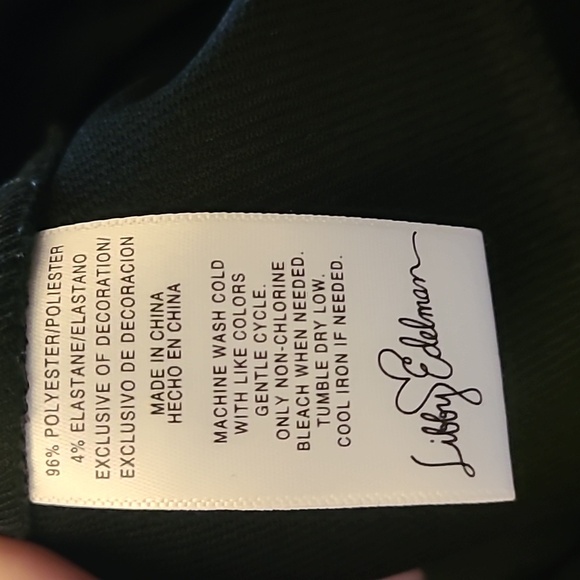 96% POLYESTER/POLIESTER
4% ELASTANE/ELASTANO
EXCLUSIVE OF DECORATION/
EXCLUSIVO DE DECORACION
MADE IN CHINA
HECHO EN CHINA
MACHINE WASH COLD
WITH LIKE COLORS
GENTLE CYCLE.
ONLY NON-CHLORINE
BLEACH WHEN NEEDED.
TUMBLE DRY LOW.
COOL IRON IF NEEDED.
Libby Edelman